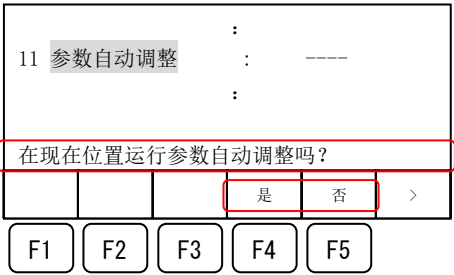 :
11 参数自动调整 : ----
:
在现在位置运行参数自动调整吗？
是 否 >
F1 F2 F3 F4 F5